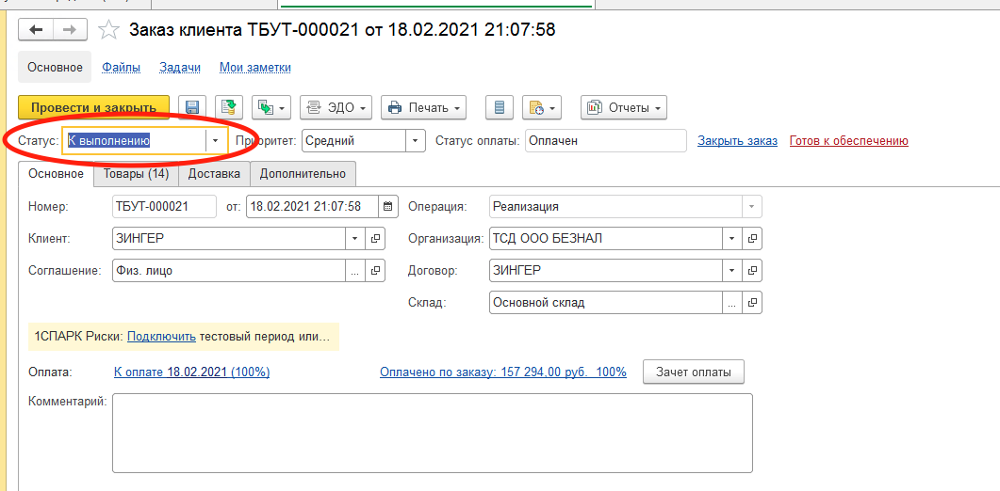 Заказ клиента ТБУТ-000021 от 18.02.2021 21:07:58
Основное Файлы Задачи Мои заметки
Провести и закрыть ЭДО Печать Отчеты
Статус: К выполнению Приоритет: Средний Статус оплаты: Оплачен Закрыть заказ Готов к обеспечению
Основное Товары (14) Доставка Дополнительно
Номер: ТБУТ-000021 от: 18.02.2021 21:07:58 Операция: Реализация
Клиент: ЗИНГЕР Организация: ТСД ООО БЕЗНАЛ
Соглашение: Физ. лицо ... Договор: ЗИНГЕР
Склад: Основной склад ...
1СПАРК Риски: Подключить тестовый период или...
Оплата: К оплате 18.02.2021 (100%) Оплачено по заказу: 157 294,00 руб. 100% Зачет оплаты
Комментарий: